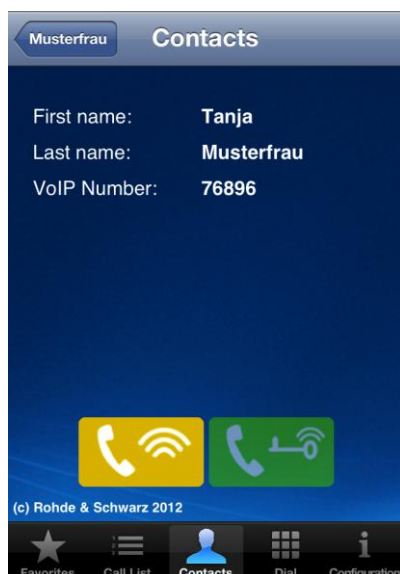 Musterfrau Contacts
First name: Tanja
Last name: Musterfrau
VoIP Number: 76896
(c) Rohde & Schwarz 2012
Favorites Call List Contacts Dial Configuration